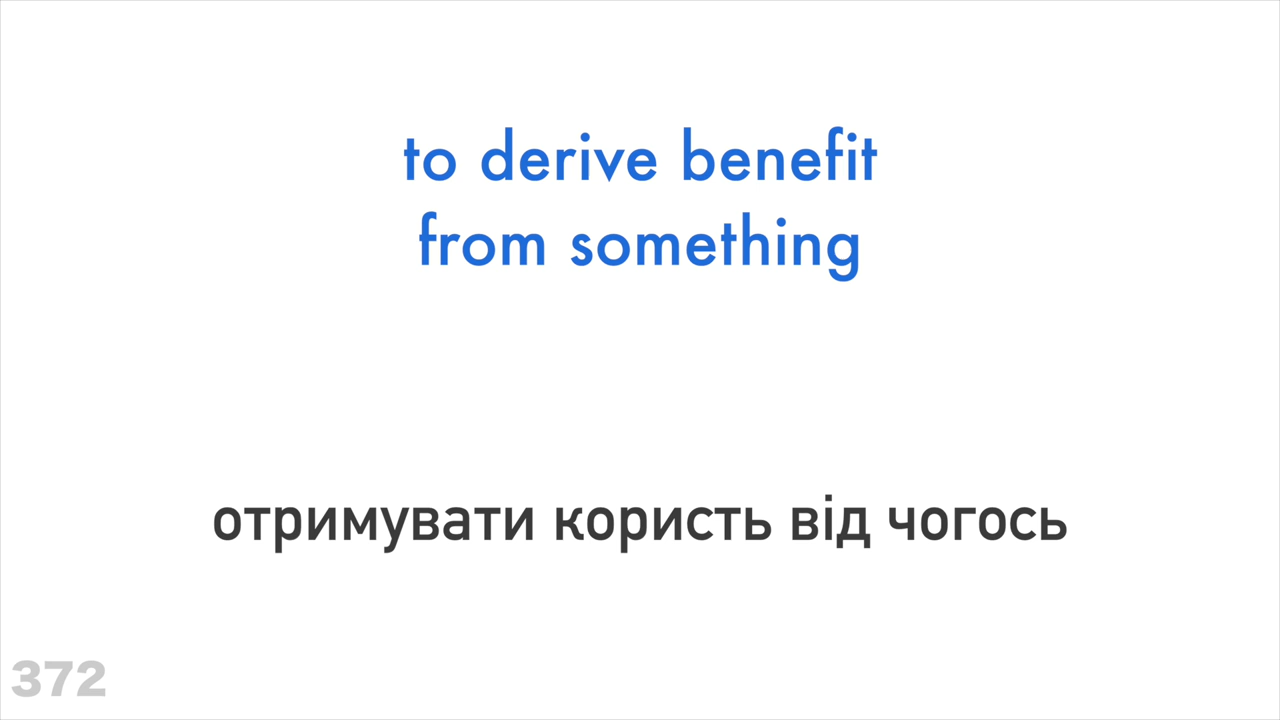 to derive benefit
from something
отримувати користь від чогось
372